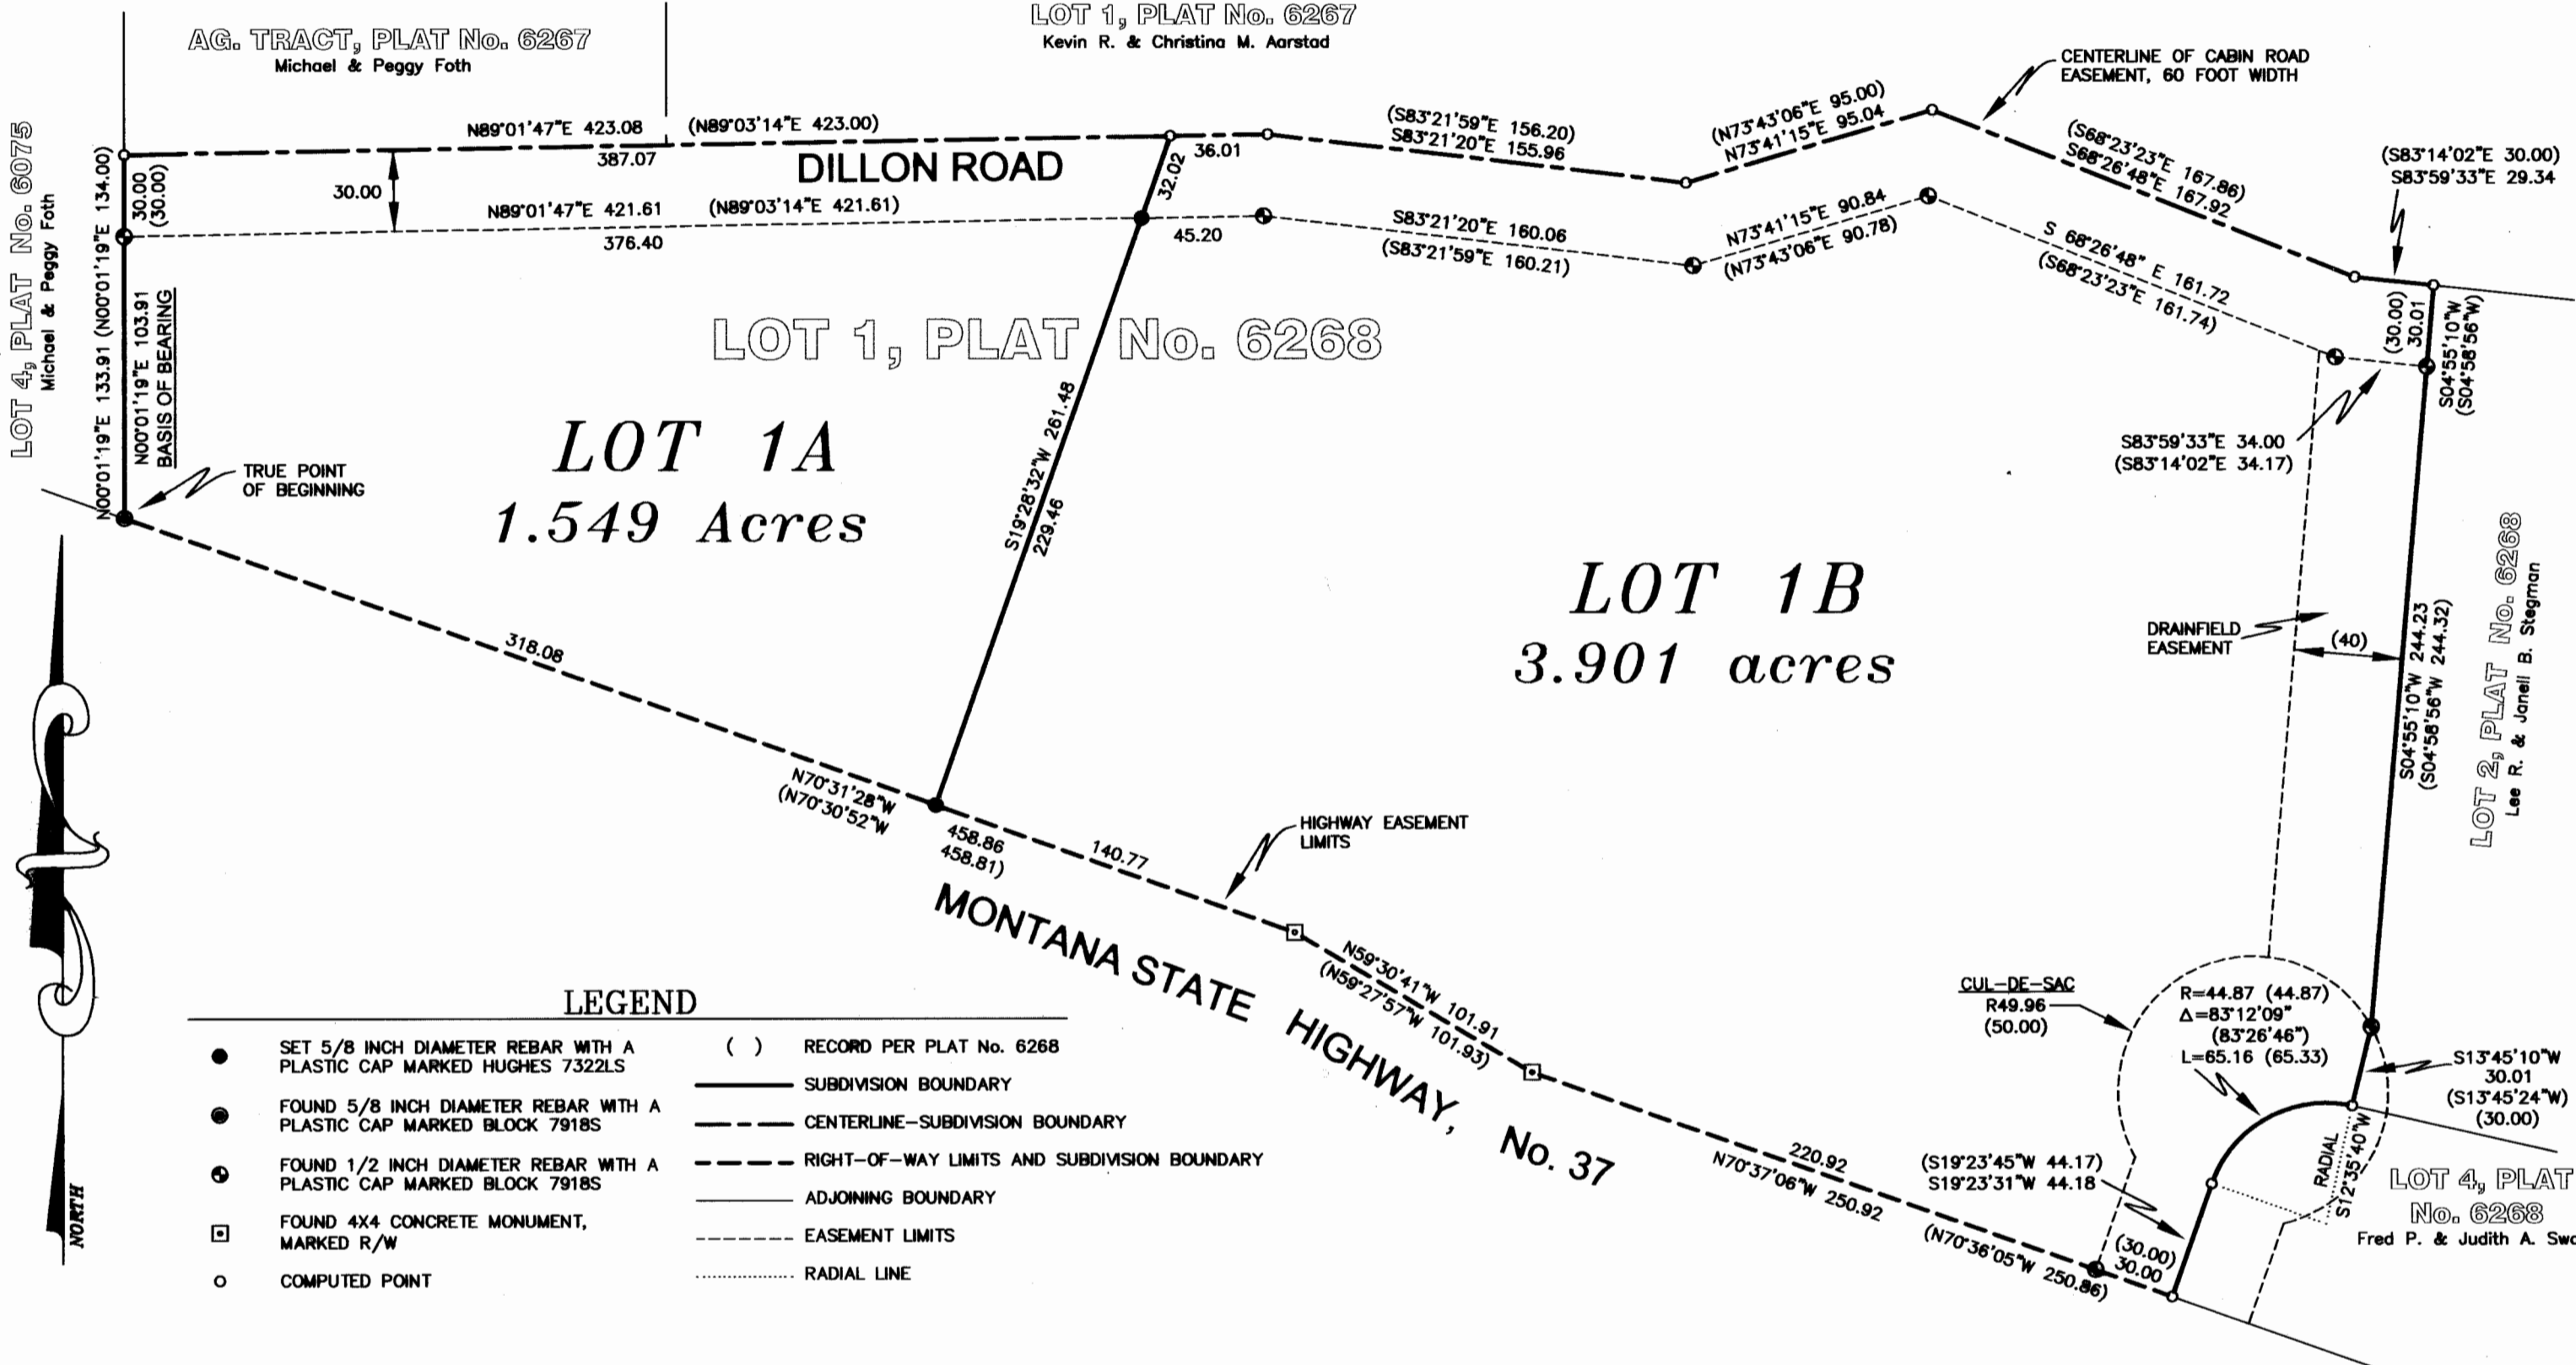 AG. TRACT, PLAT No. 6267
Michael & Peggy Foth
LOT 1, PLAT No. 6267
Kevin R. & Christina M. Aarstad
CENTERLINE OF CABIN ROAD
EASEMENT, 60 FOOT WIDTH
LOT 4, PLAT No. 6075
Michael & Peggy Foth
N89°01'47"E 423.08 (N89°03'14"E 423.00)
387.07
DILLON ROAD
36.01
32.02
(S83°21'59"E 156.20)
S83°21'20"E 155.96
(N73°43'06"E 95.00)
N73°41'15"E 95.04
(S68°23'23"E 167.86)
S68°26'48"E 167.92
(S83°14'02"E 30.00)
S83°59'33"E 29.34
30.00
(30.00)
30.00
N89°01'47"E 421.61 (N89°03'14"E 421.61)
376.40
45.20
S83°21'20"E 160.06
(S83°21'59"E 160.21)
N73°41'15"E 90.84
(N73°43'06"E 90.78)
S 68°26'48" E 161.72
(S68°23'23"E 161.74)
(30.00)
30.01
S04°55'10"W
(S04°58'56"W)
N00°01'19"E 133.91 (N00°01'19"E 134.00)
N00°01'19"E 103.91
BASIS OF BEARING
LOT 1, PLAT No. 6268
TRUE POINT
OF BEGINNING
LOT 1A
1.549 Acres
S19°28'32"W 261.48
229.46
S83°59'33"E 34.00
(S83°14'02"E 34.17)
LOT 1B
3.901 acres
DRAINFIELD
EASEMENT
(40)
S04°55'10"W 244.23
(S04°58'56"W 244.32)
LOT 2, PLAT No. 6268
Lee R. & Janell B. Stegman
318.08
N70°31'28"W
(N70°30'52"W
458.86
458.81)
140.77
HIGHWAY EASEMENT
LIMITS
MONTANA STATE HIGHWAY, No. 37
N59°30'41"W 101.91
(N59°27'57"W 101.93)
CUL-DE-SAC
R49.96
(50.00)
R=44.87 (44.87)
Δ=83°12'09"
(83°26'46")
L=65.16 (65.33)
S13°45'10"W
30.01
(S13°45'24"W)
(30.00)
RADIAL
S12°35'40"W
220.92
N70°37'06"W 250.92
(N70°36'05"W 250.86)
(S19°23'45"W 44.17)
S19°23'31"W 44.18
(30.00)
30.00
LOT 4, PLAT
No. 6268
Fred P. & Judith A.
NORTH
LEGEND
SET 5/8 INCH DIAMETER REBAR WITH A
PLASTIC CAP MARKED HUGHES 7322LS
FOUND 5/8 INCH DIAMETER REBAR WITH A
PLASTIC CAP MARKED BLOCK 7918S
FOUND 1/2 INCH DIAMETER REBAR WITH A
PLASTIC CAP MARKED BLOCK 7918S
FOUND 4X4 CONCRETE MONUMENT,
MARKED R/W
COMPUTED POINT
( ) RECORD PER PLAT No. 6268
SUBDIVISION BOUNDARY
CENTERLINE-SUBDIVISION BOUNDARY
RIGHT-OF-WAY LIMITS AND SUBDIVISION BOUNDARY
ADJOINING BOUNDARY
EASEMENT LIMITS
RADIAL LINE